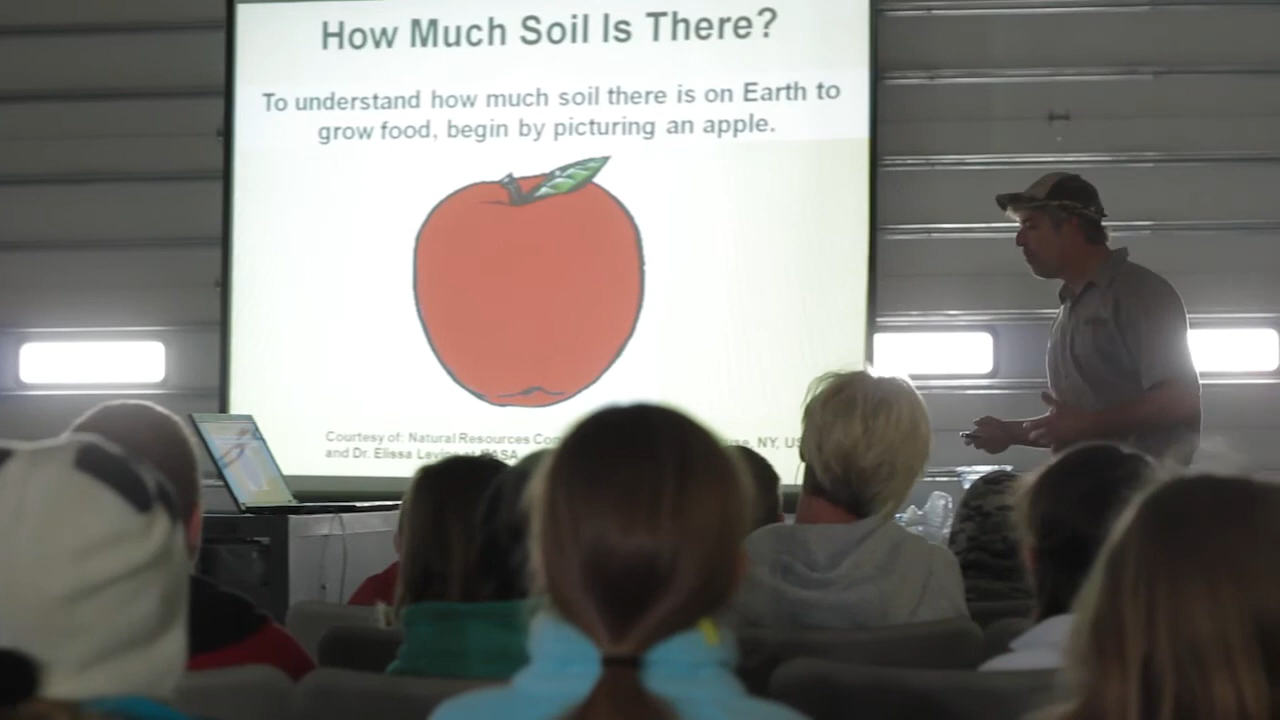 How Much Soil Is There?
To understand how much soil there is on Earth to
grow food, begin by picturing an apple.
Courtesy of: Natural Resources NY,
and Dr. Elissa